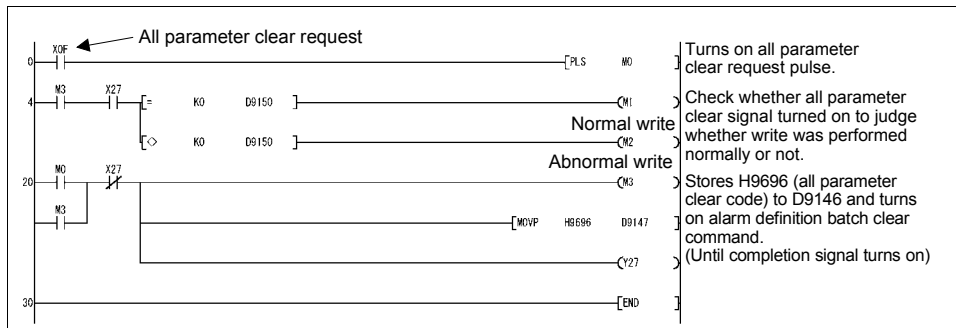 All parameter clear request
X0F
0 [PLS M0 ]
Turns on all parameter
clear request pulse.
M3 X27
4 [= K0 D9150 ] (M1 )
Normal write
[<> K0 D9150 ] (M2 )
Abnormal write
Check whether all parameter
clear signal turned on to judge
whether write was performed
normally or not.
M0 X27
20 (M3 )
M3
[MOVP H9696 D9147 ]
(Y27 )
Stores H9696 (all parameter
clear code) to D9146 and turns
on alarm definition batch clear
command.
(Until completion signal turns on)
30 [END ]